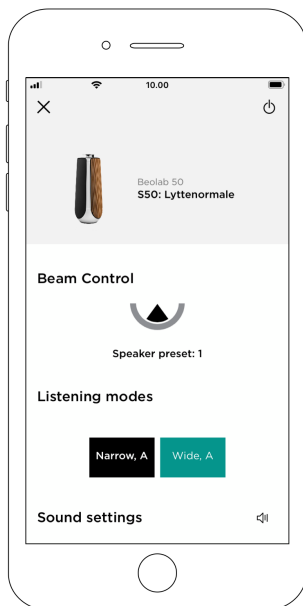 10.00
Beolab 50
S50: Lyttenormale
Beam Control
Speaker preset: 1
Listening modes
Narrow, A
Wide, A
Sound settings